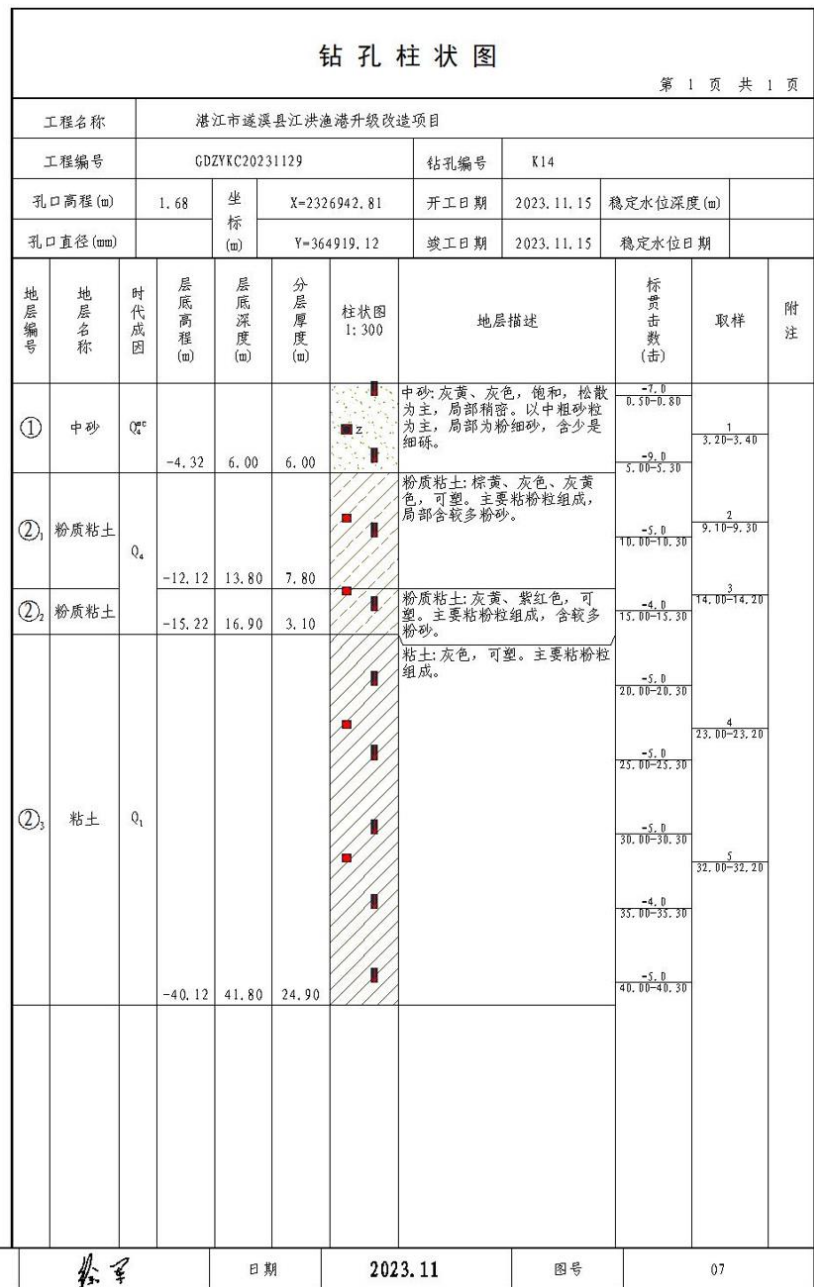 钻孔柱状图
第 1 页 共 1 页
工程名称 湛江市遂溪县江洪渔港升级改造项目
工程编号 GDZYKC20231129 钻孔编号 K14
孔口高程(m) 1.68 坐标(m) X=2326942.81 开工日期 2023.11.15 稳定水位深度(m)
孔口直径(mm) Y=364919.12 竣工日期 2023.11.15 稳定水位日期
地层编号 地层名称 时代成因 层底高程(m) 层底深度(m) 分层厚度(m) 柱状图 1:300 地层描述 标贯击数(击) 取样 附注
① 中砂 -4.32 6.00 6.00
Z
中砂:灰黄、灰色,饱和,松散
为主,局部稍密。以中粗砂粒
为主,局部为粉细砂,含少是
细砾。
-7.0
0.50-0.80
1
3.20-3.40
-9.0
5.00-5.30
②₁ 粉质粘土 Q₄ -12.12 13.80 7.80
粉质粘土:棕黄、灰色、灰黄
色,可塑。主要粘粉粒组成,
局部含较多粉砂。
2
9.10-9.30
-5.0
10.00-10.30
②₂ 粉质粘土 -15.22 16.90 3.10
粉质粘土:灰黄、紫红色,可
塑。主要粘粉粒组成,含较多
粉砂。
3
14.00-14.20
-4.0
15.00-15.30
②₃ 粘土 Q₁ -40.12 41.80 24.90
粘土:灰色,可塑。主要粘粉粒
组成。
-5.0
20.00-20.30
4
23.00-23.20
-5.0
25.00-25.30
-5.0
30.00-30.30
5
32.00-32.20
-4.0
35.00-35.30
-5.0
40.00-40.30
日期 2023.11 图号 07